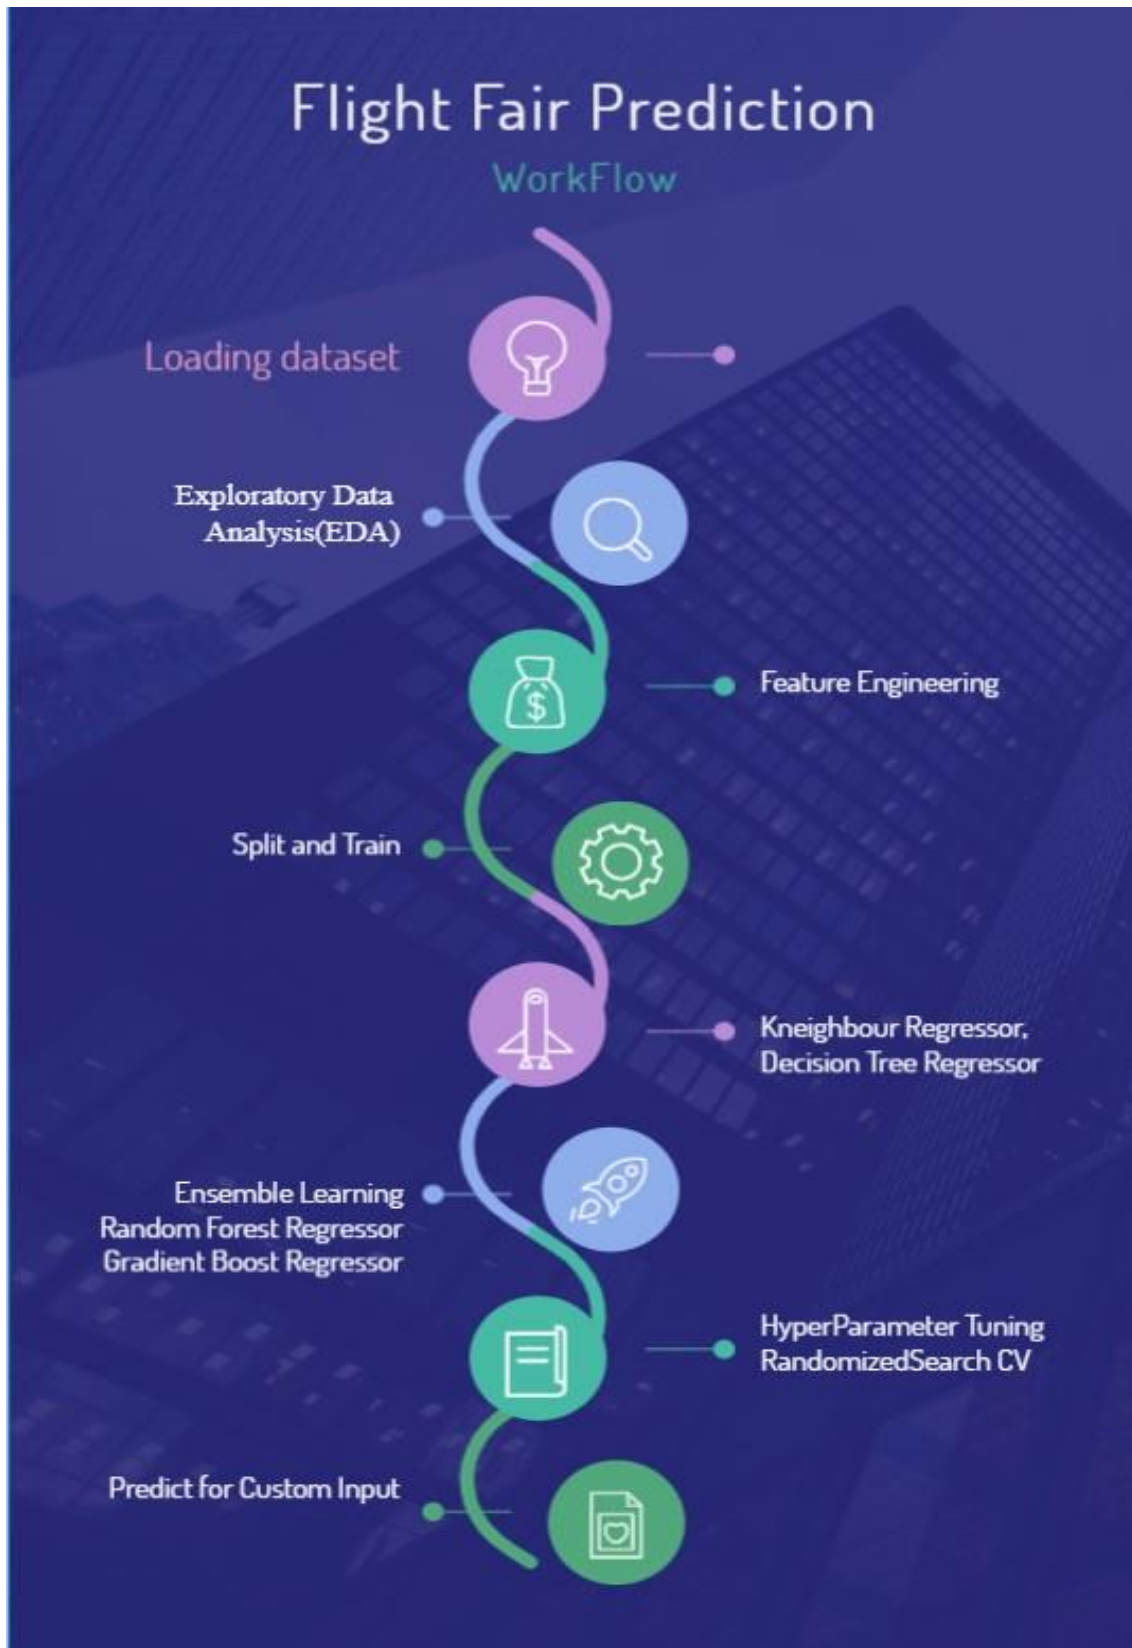 Flight Fair Prediction
WorkFlow
Loading dataset
Exploratory Data
Analysis(EDA)
$
Feature Engineering
Split and Train
Kneighbour Regressor,
Decision Tree Regressor
Ensemble Learning
Random Forest Regressor
Gradient Boost Regressor
HyperParameter Tuning
RandomizedSearch CV
Predict for Custom Input